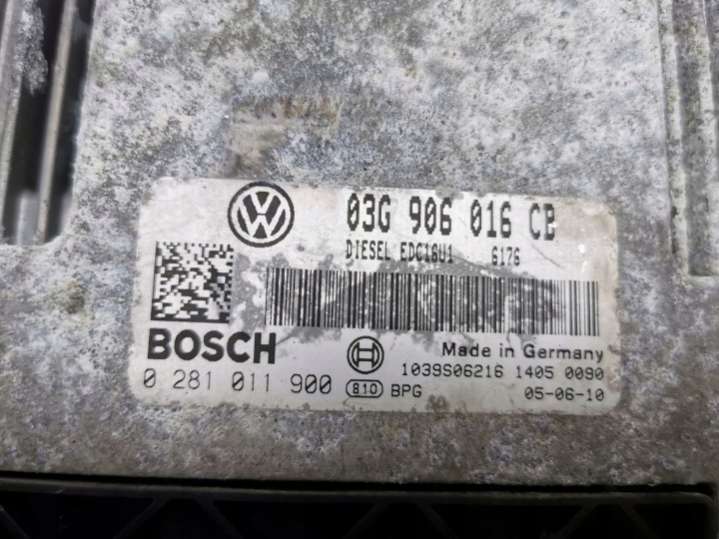 03G 906 016 CB
DIESEL EDC16U1 6176
BOSCH
Made in Germany
1039S06216 1405 0090
0 281 011 900 810 BPG 05-06-10